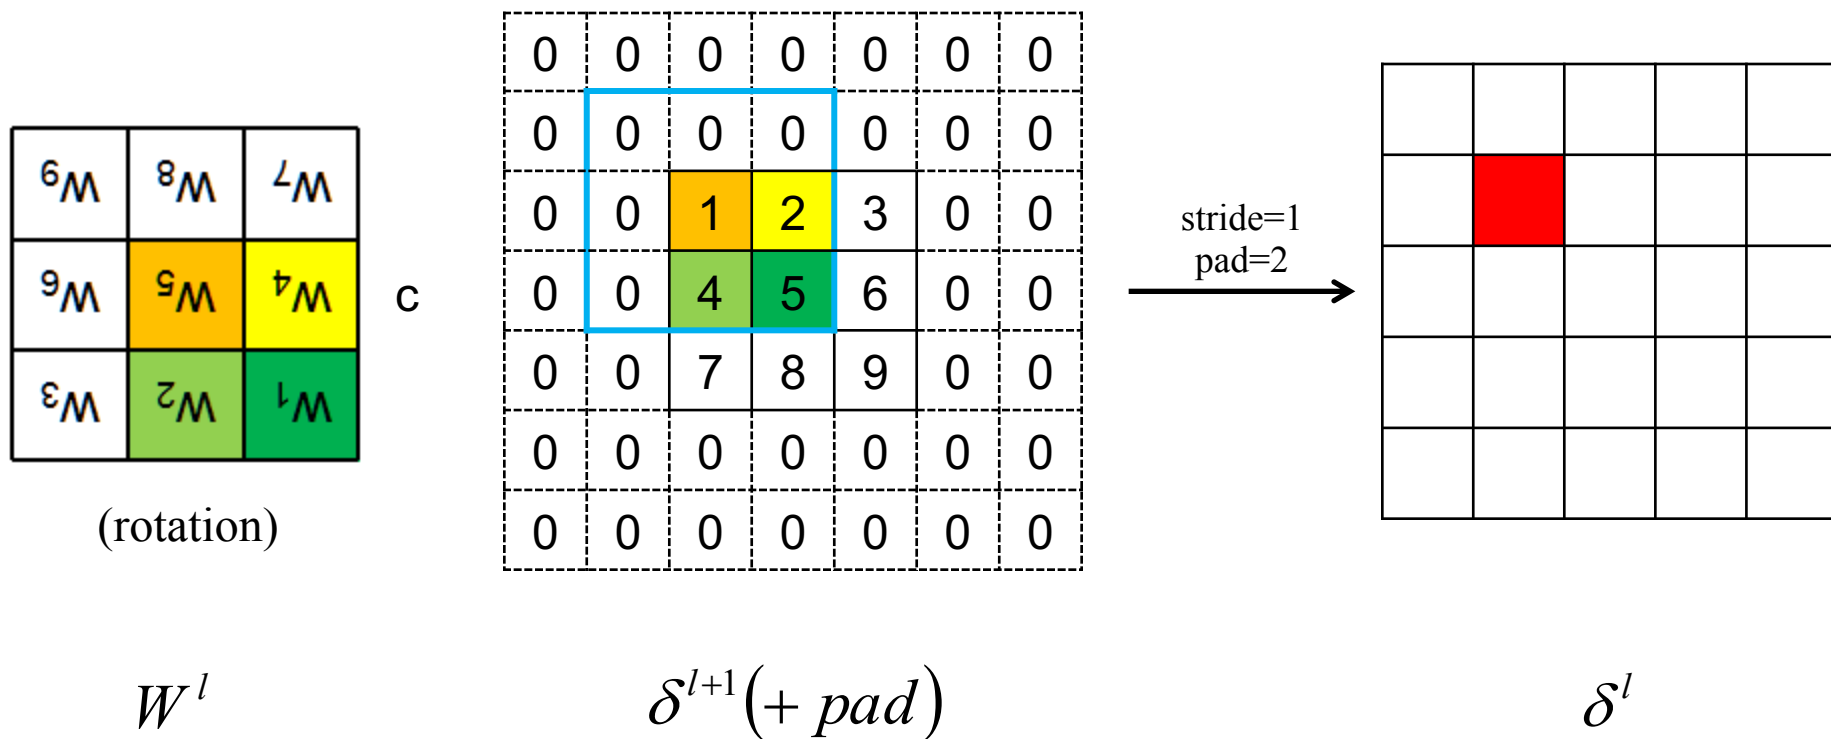 W9 W8 W7
W6 W5 W4
W3 W2 W1
(rotation)
c
0 0 0 0 0 0 0
0 0 0 0 0 0 0
0 0 1 2 3 0 0
0 0 4 5 6 0 0
0 0 7 8 9 0 0
0 0 0 0 0 0 0
0 0 0 0 0 0 0
stride=1
pad=2
W^l
δ^{l+1}(+ pad)
δ^l